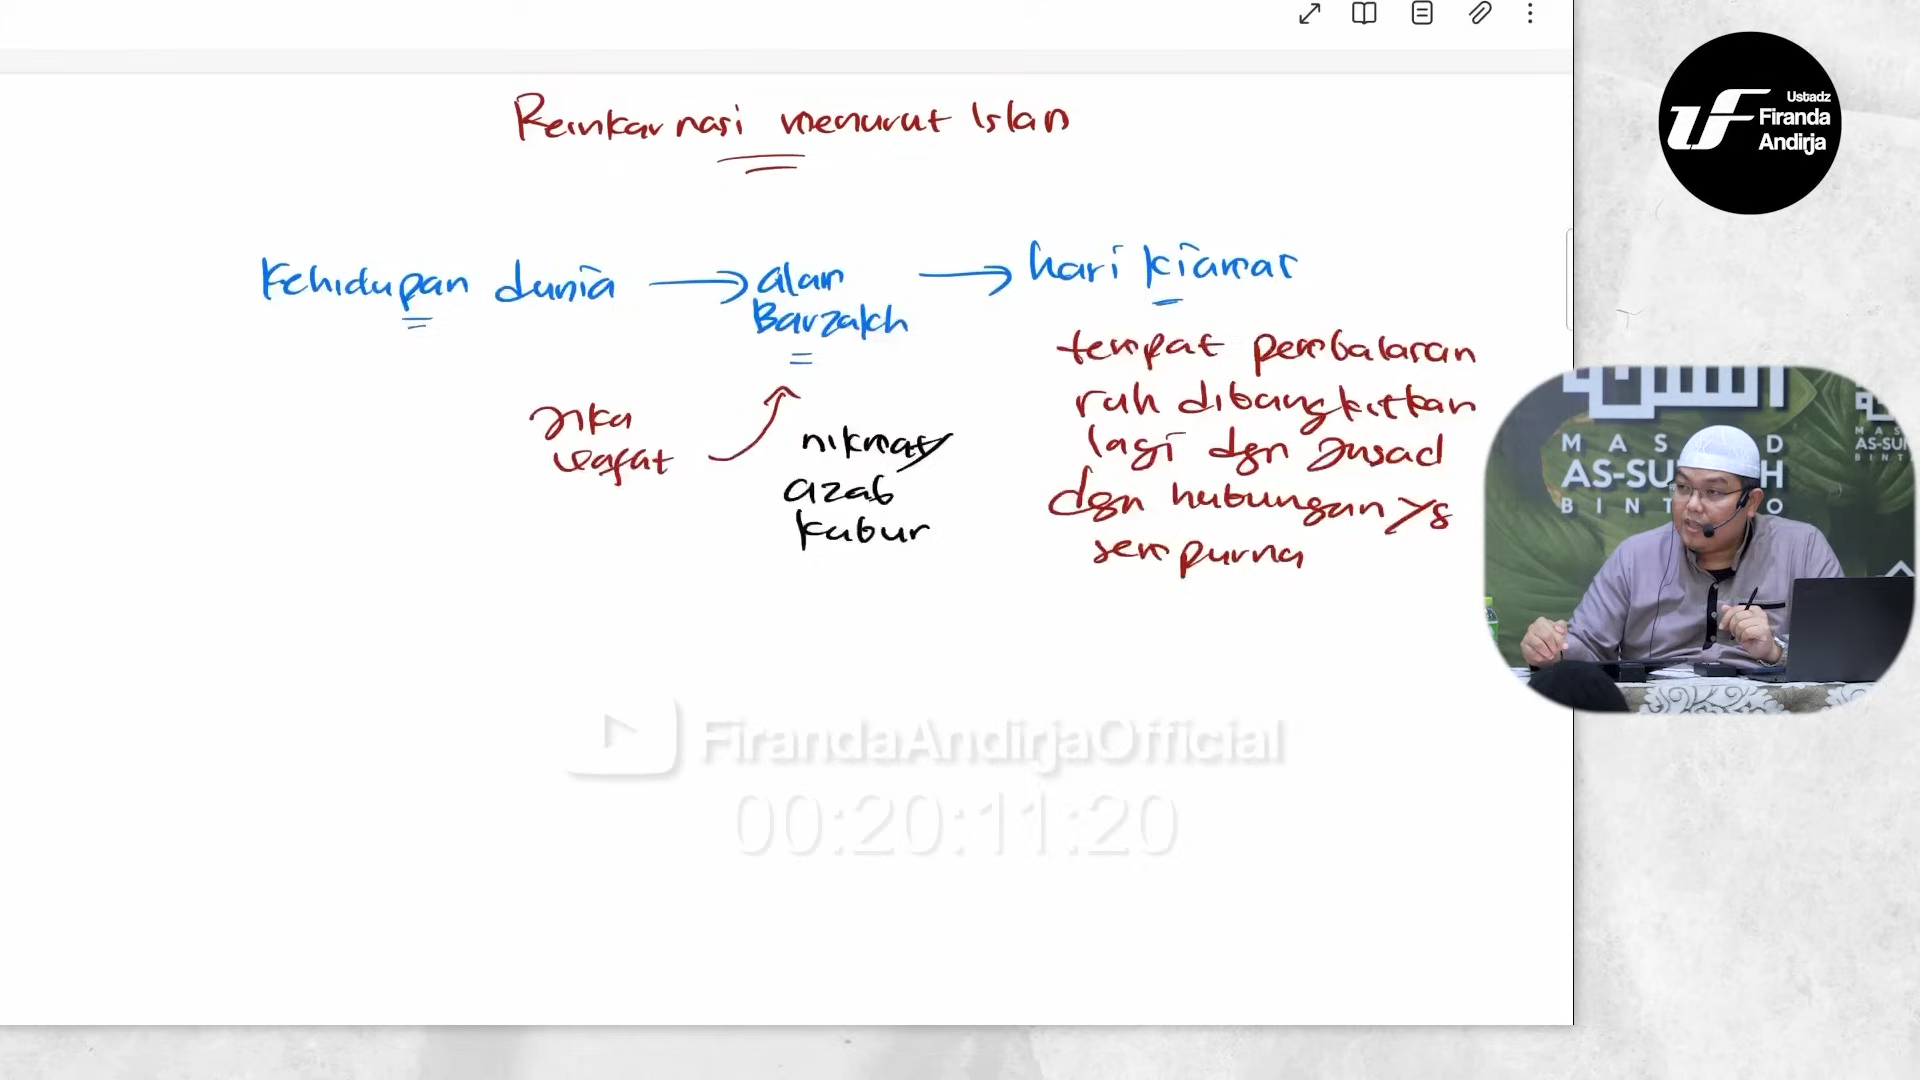 Reinkarnasi menurut Islam
Kehidupan dunia → alam → hari kiamat
Barzakh
jika
wafat
nikmat/
azab
kubur
tempat pembalasan
ruh dibangkitkan
lagi dgn jasad
dgn hubungan yg
sempurna
Ustadz
Firanda
Andirja
MASJID
AS-SUNNAH
BINTARO
FirandaAndirjaOfficial
00:20:11:20